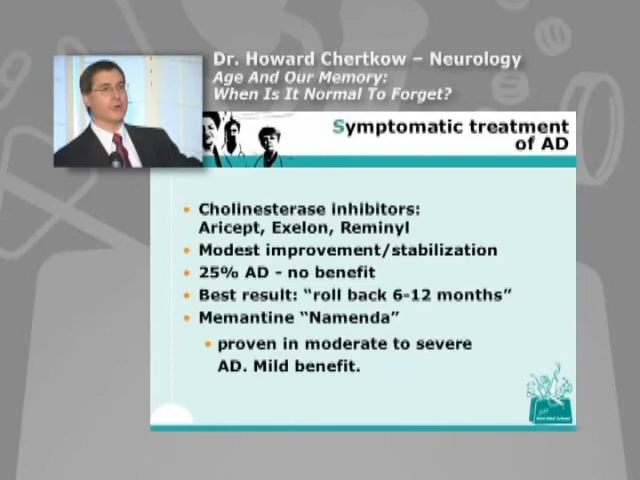 Dr. Howard Chertkow – Neurology
Age And Our Memory:
When Is It Normal To Forget?
Symptomatic treatment
of AD
• Cholinesterase inhibitors:
Aricept, Exelon, Reminyl
• Modest improvement/stabilization
• 25% AD - no benefit
• Best result: “roll back 6-12 months”
• Memantine “Namenda”
• proven in moderate to severe
AD. Mild benefit.